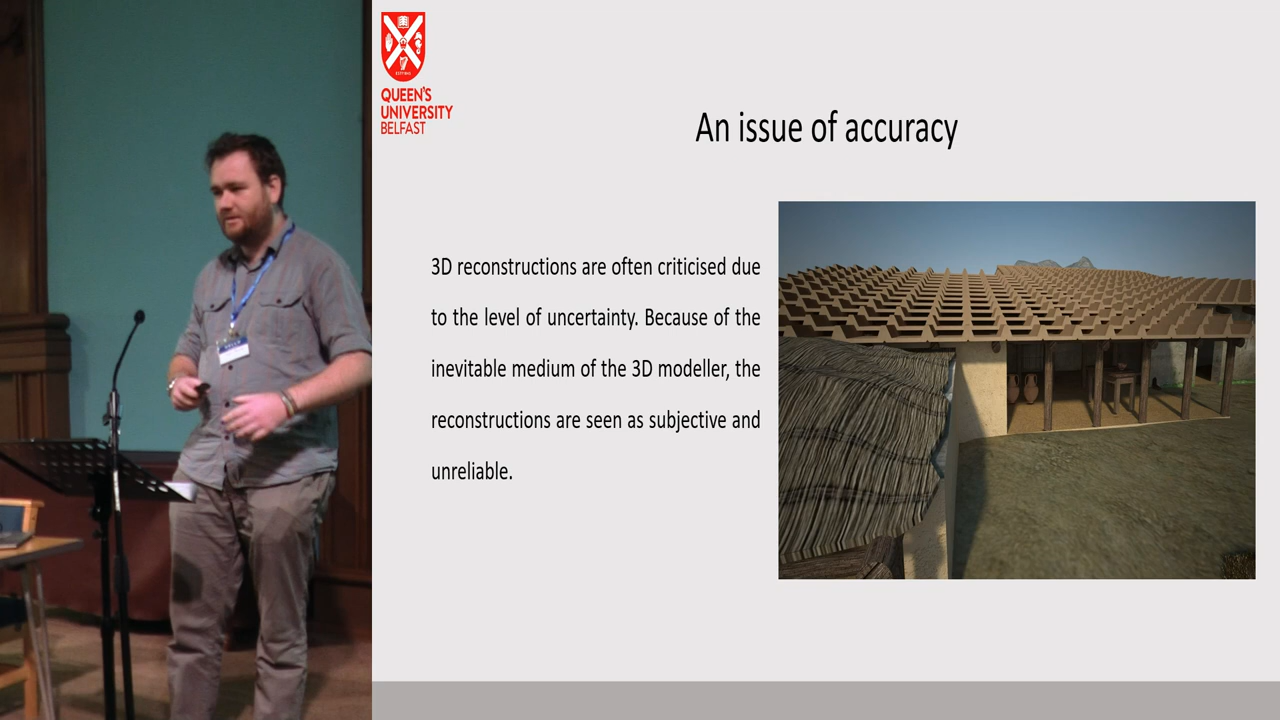 QUEEN'S
UNIVERSITY
BELFAST
An issue of accuracy
3D reconstructions are often criticised due
to the level of uncertainty. Because of the
inevitable medium of the 3D modeller, the
reconstructions are seen as subjective and
unreliable.